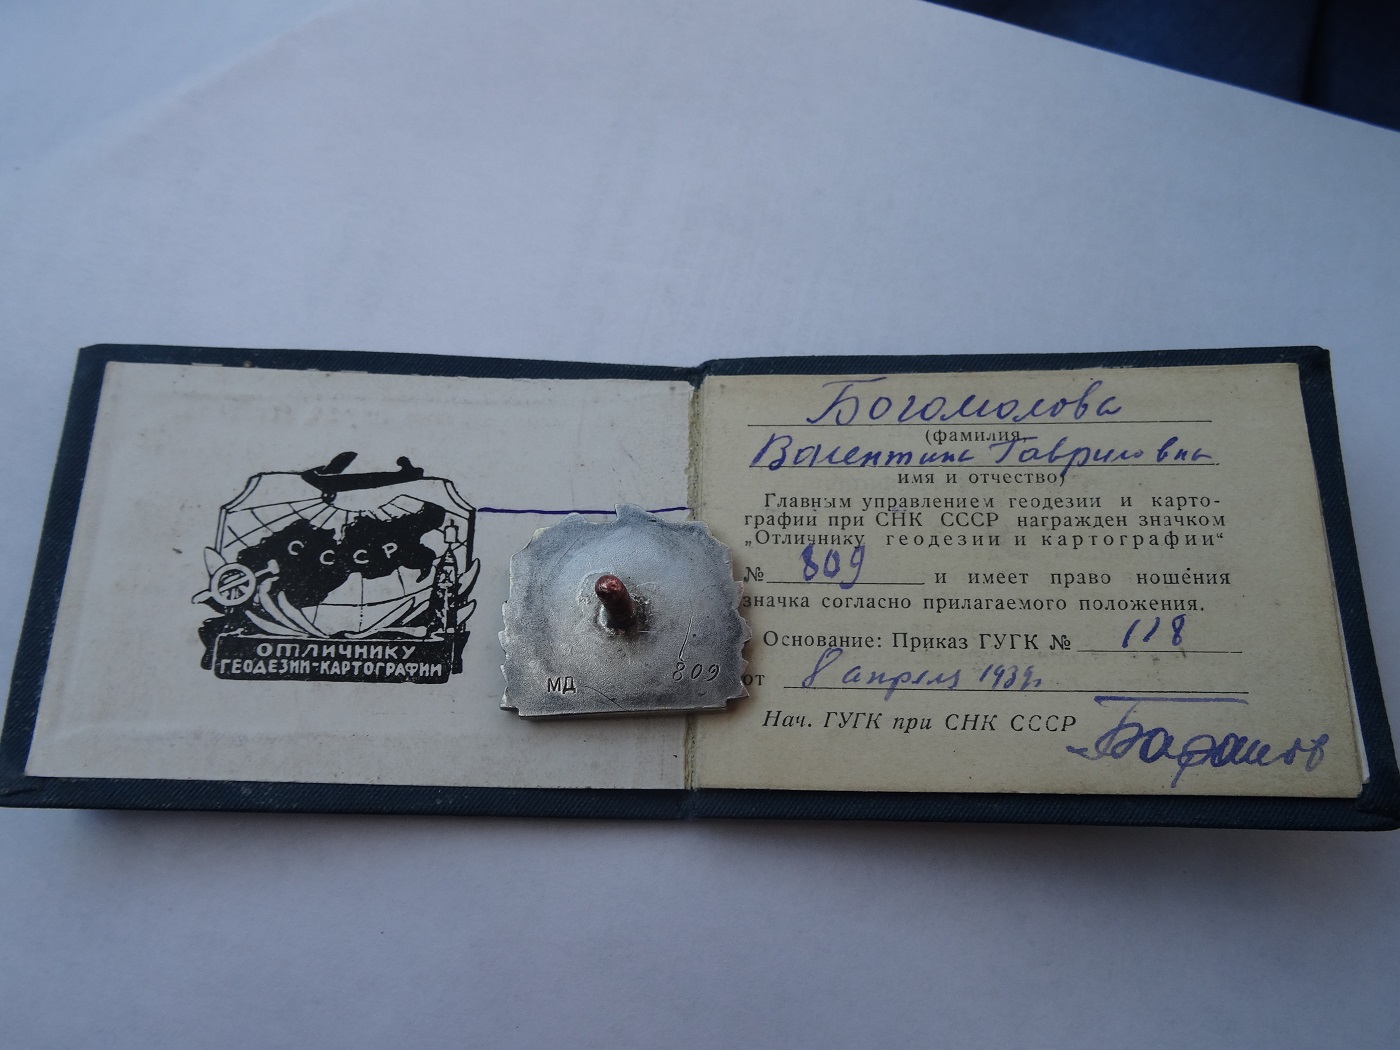 СССР
ОТЛИЧНИКУ
ГЕОДЕЗИИ-КАРТОГРАФИИ
МД
809
Богомолова
(фамилия,
Валентина Гавриловна
имя и отчество)
Главным управлением геодезии и карто-
графии при СНК СССР награжден значком
„Отличнику геодезии и картографии“
№ 809 и имеет право ношения
значка согласно прилагаемого положения.
Основание: Приказ ГУГК № 118
от 8 апреля 1939г.
Нач. ГУГК при СНК СССР Баранов